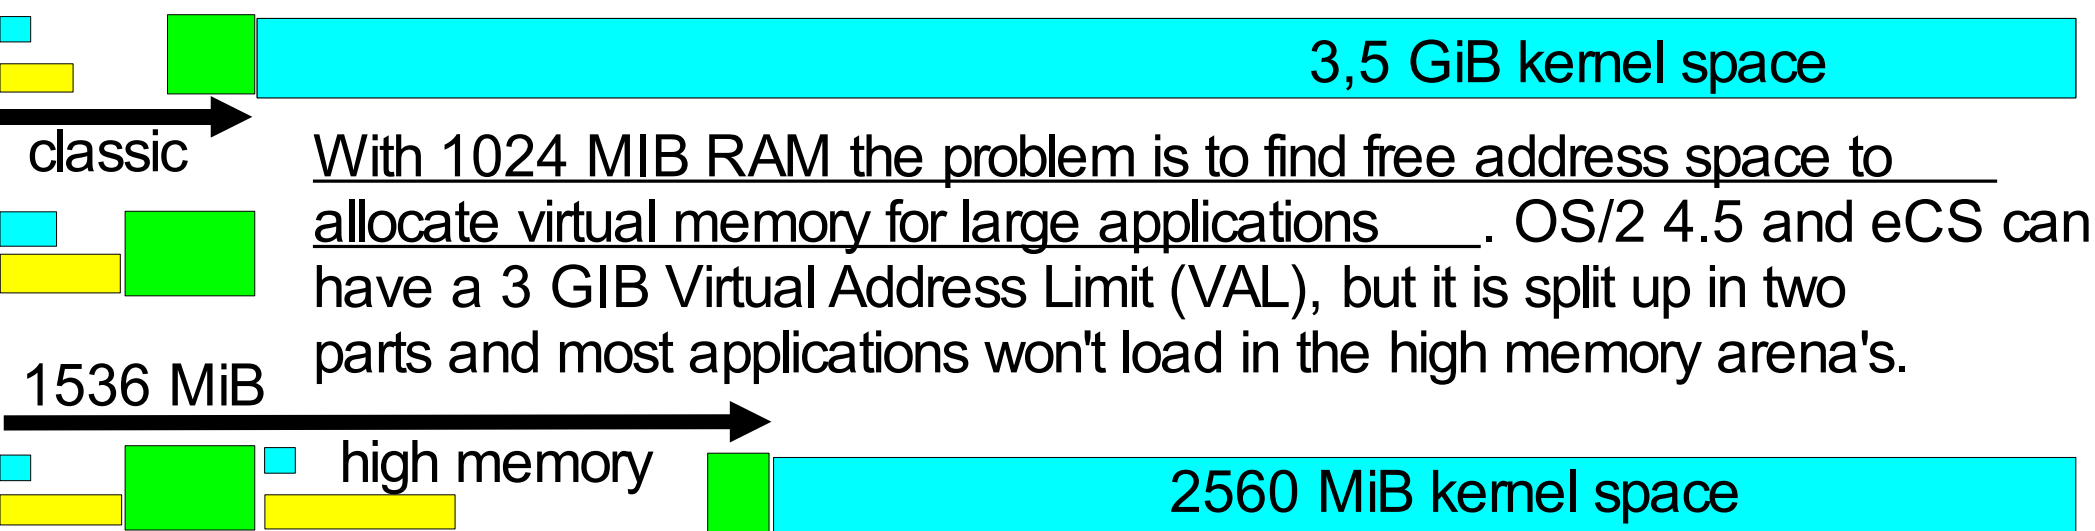 3,5 GiB kernel space
classic
With 1024 MIB RAM the problem is to find free address space to
allocate virtual memory for large applications . OS/2 4.5 and eCS can
have a 3 GIB Virtual Address Limit (VAL), but it is split up in two
parts and most applications won't load in the high memory arena's.
1536 MiB
high memory
2560 MiB kernel space